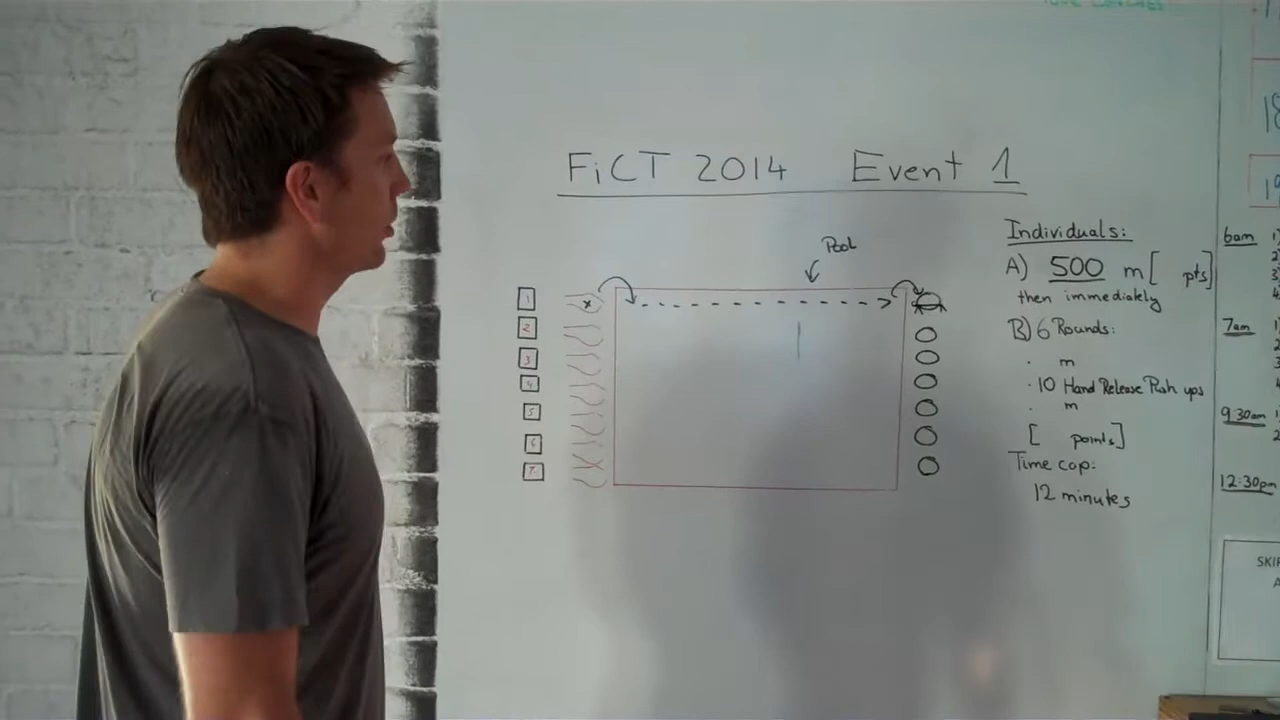 FiCT 2014 Event 1
Pool
1
2
3
4
5
6
7
Individuals:
A) 500 m [ pts]
then immediately
B) 6 Rounds:
. m
. 10 Hand Release Push ups
. m
[ points]
Time cap:
12 minutes
6am
7am
9:30am
12:30pm